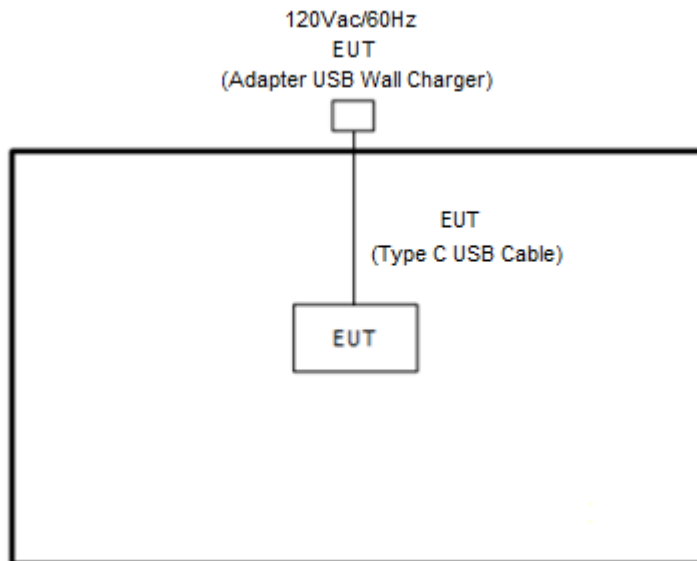 120Vac/60Hz
EUT
(Adapter USB Wall Charger)
EUT
(Type C USB Cable)
EUT